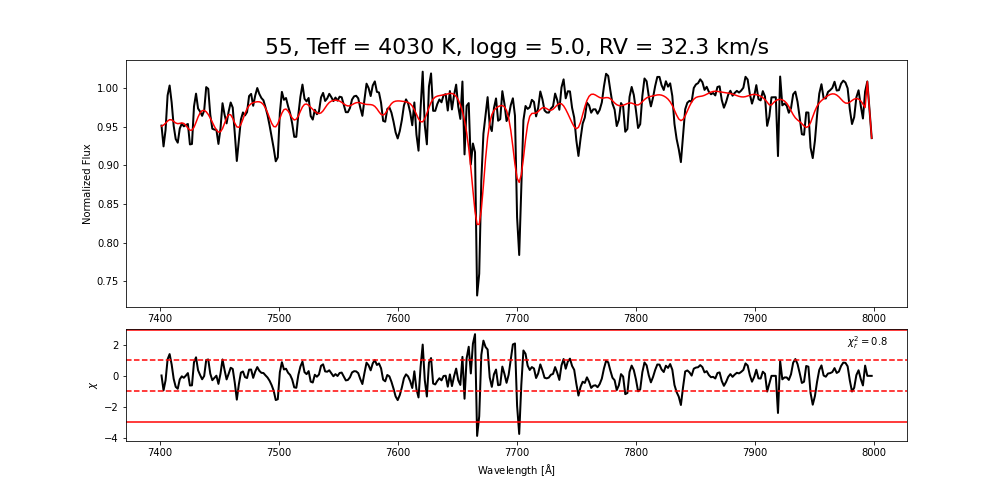 55, Teff = 4030 K, logg = 5.0, RV = 32.3 km/s
1.00
0.95
0.90
0.85
0.80
0.75
Normalized Flux
7400 7500 7600 7700 7800 7900 8000
χ²ᵣ = 0.8
2
0
−2
−4
χ
7400 7500 7600 7700 7800 7900 8000
Wavelength [Å]